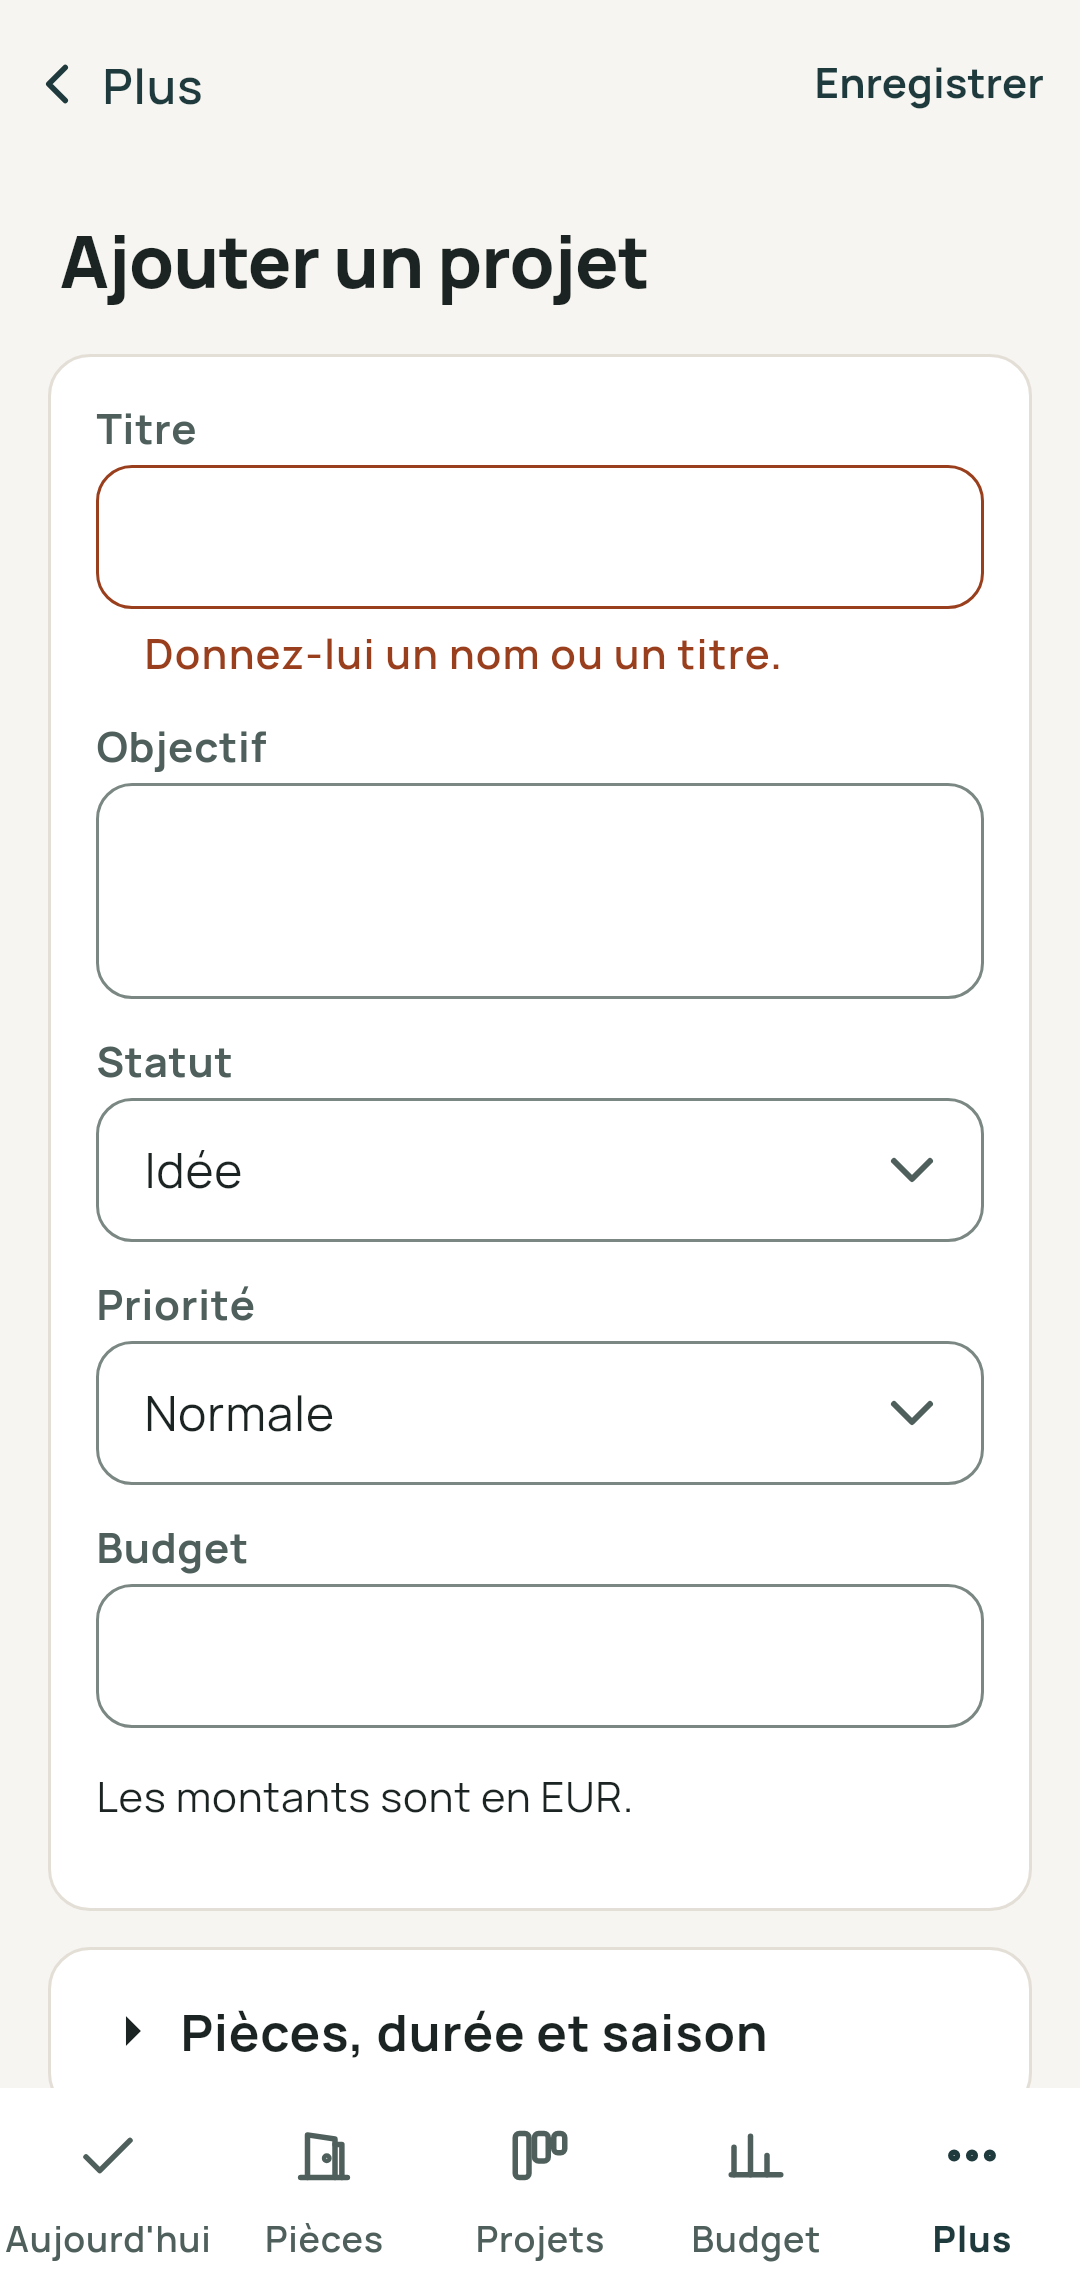 Plus
Enregistrer
Ajouter un projet
Titre
Donnez-lui un nom ou un titre.
Objectif
Statut
Idée
Priorité
Normale
Budget
Les montants sont en EUR.
Pièces, durée et saison
Aujourd'hui
Pièces
Projets
Budget
Plus